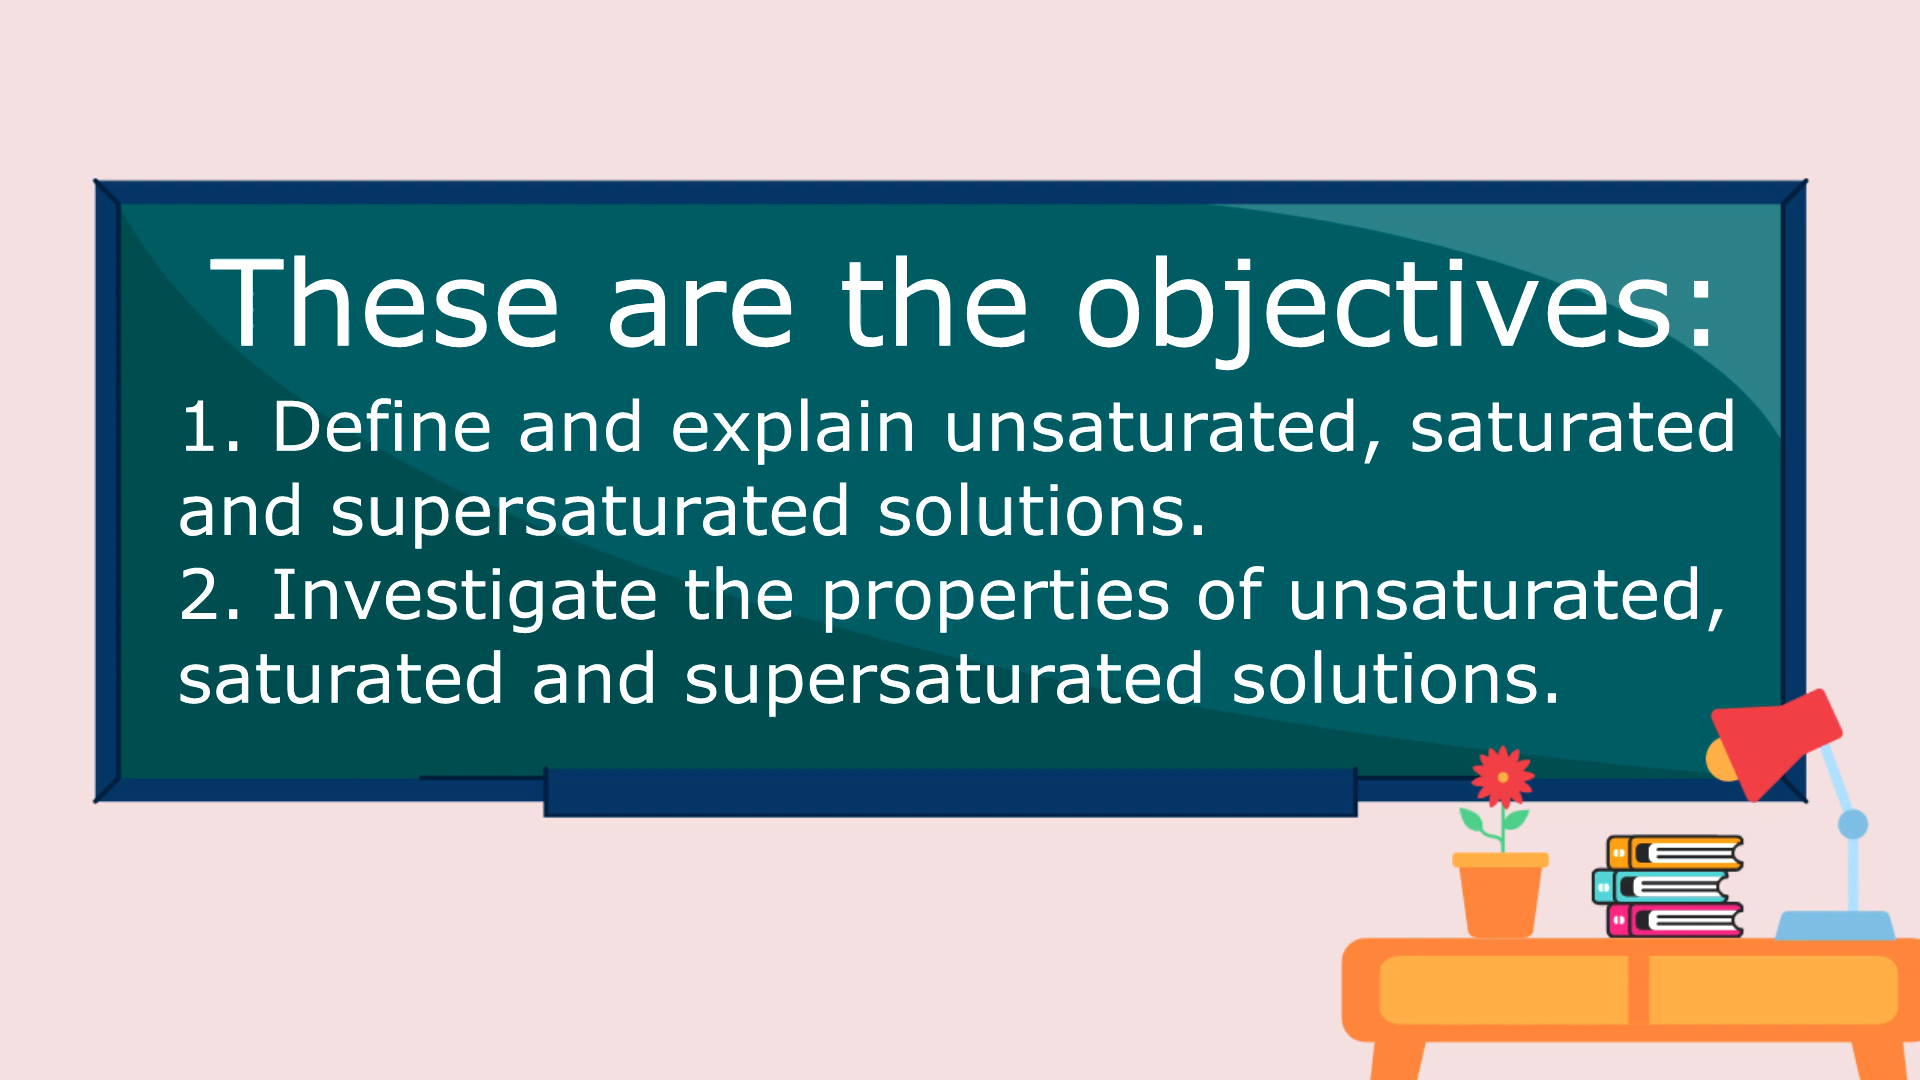 These are the objectives:
1. Define and explain unsaturated, saturated
and supersaturated solutions.
2. Investigate the properties of unsaturated,
saturated and supersaturated solutions.